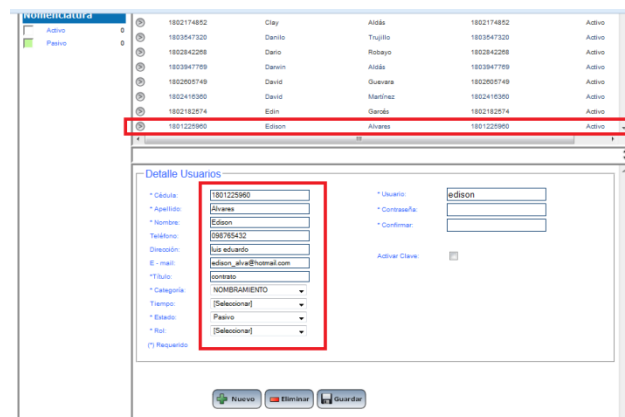 Nomenclatura
Activo 0
Pasivo 0
1802174852 Clay Aldás 1802174852 Activo
1803547320 Danilo Trujillo 1803547320 Activo
1802842268 Dario Robayo 1802842268 Activo
1803947769 Darwin Aldás 1803947769 Activo
1802605749 David Guevara 1802605749 Activo
1802416360 David Martínez 1802416360 Activo
1802182574 Edin Garcés 1802182574 Activo
1801225960 Edison Alvares 1801225960 Activo
Detalle Usuarios
* Cédula: 1801225960 * Usuario: edison
* Apellido: Alvares * Contraseña:
* Nombre: Edison * Confirmar:
Teléfono: 098765432
Dirección: luis eduardo
E - mail: edison_alva@hotmail.com Activar Clave:
*Título: contrato
* Categoría: NOMBRAMIENTO
Tiempo: [Seleccionar]
* Estado: Pasivo
* Rol: [Seleccionar]
(*) Requerido
Nuevo Eliminar Guardar